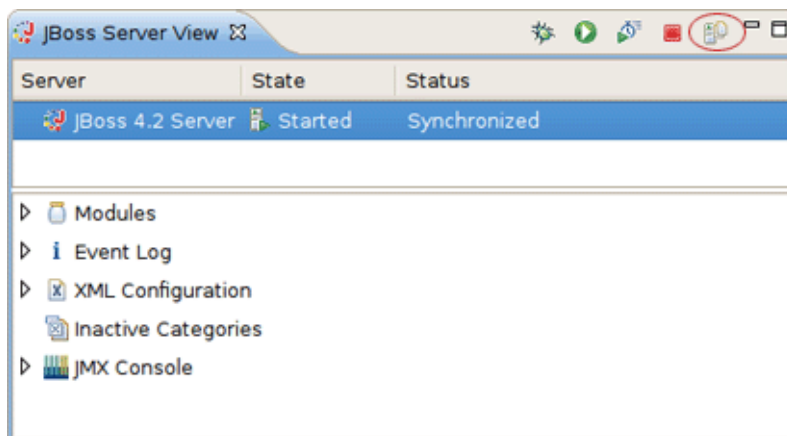 JBoss Server View
Server State Status
JBoss 4.2 Server Started Synchronized
Modules
Event Log
XML Configuration
Inactive Categories
JMX Console